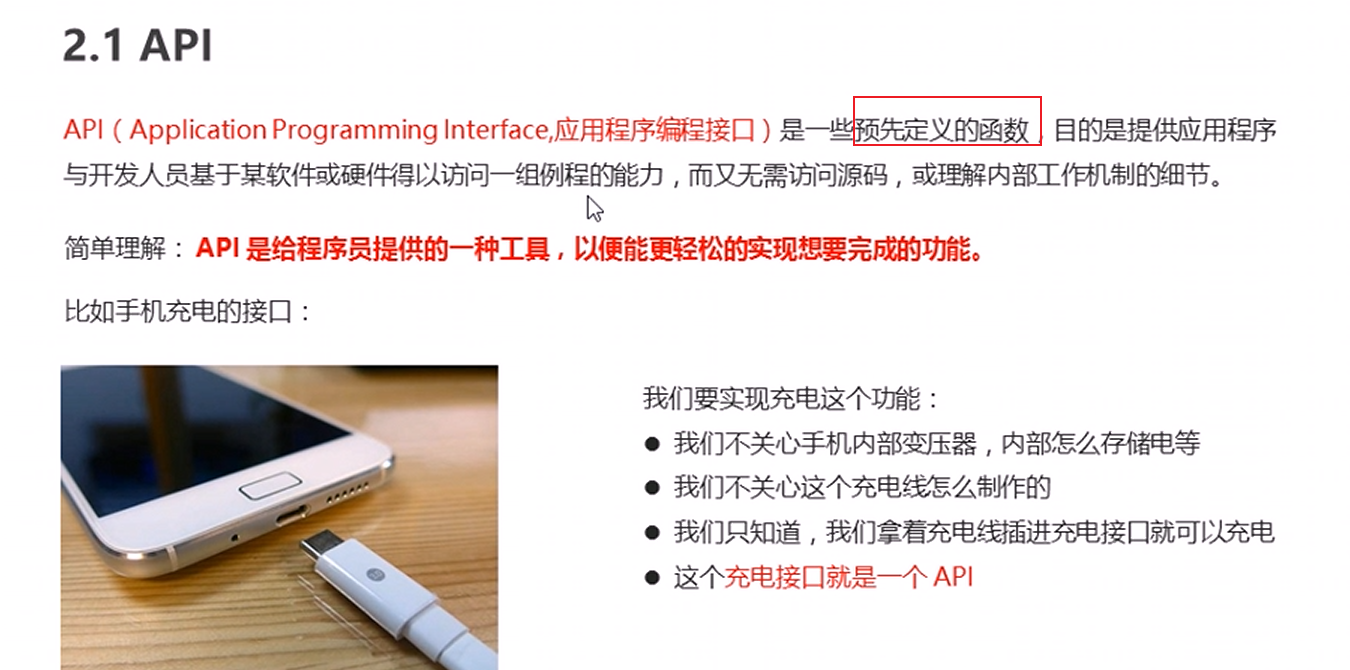 2.1 API
API（Application Programming Interface,应用程序编程接口）是一些预先定义的函数，目的是提供应用程序
与开发人员基于某软件或硬件得以访问一组例程的能力，而又无需访问源码，或理解内部工作机制的细节。
简单理解：API 是给程序员提供的一种工具，以便能更轻松的实现想要完成的功能。
比如手机充电的接口：
我们要实现充电这个功能：
● 我们不关心手机内部变压器，内部怎么存储电等
● 我们不关心这个充电线怎么制作的
● 我们只知道，我们拿着充电线插进充电接口就可以充电
● 这个充电接口就是一个 API